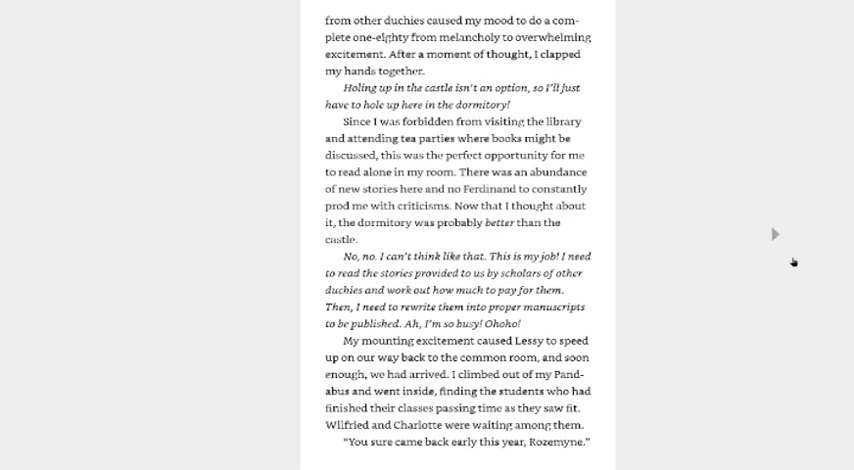 from other duchies caused my mood to do a com-
plete one-eighty from melancholy to overwhelming
excitement. After a moment of thought, I clapped
my hands together.
Holing up in the castle isn't an option, so I'll just
have to hole up here in the dormitory!
Since I was forbidden from visiting the library
and attending tea parties where books might be
discussed, this was the perfect opportunity for me
to read alone in my room. There was an abundance
of new stories here and no Ferdinand to constantly
prod me with criticisms. Now that I thought about
it, the dormitory was probably better than the
castle.
No, no. I can't think like that. This is my job! I need
to read the stories provided to us by scholars of other
duchies and work out how much to pay for them.
Then, I need to rewrite them into proper manuscripts
to be published. Ah, I'm so busy! Ohoho!
My mounting excitement caused Lessy to speed
up on our way back to the common room, and soon
enough, we had arrived. I climbed out of my Pand-
abus and went inside, finding the students who had
finished their classes passing time as they saw fit.
Wilfried and Charlotte were waiting among them.
“You sure came back early this year, Rozemyne.”